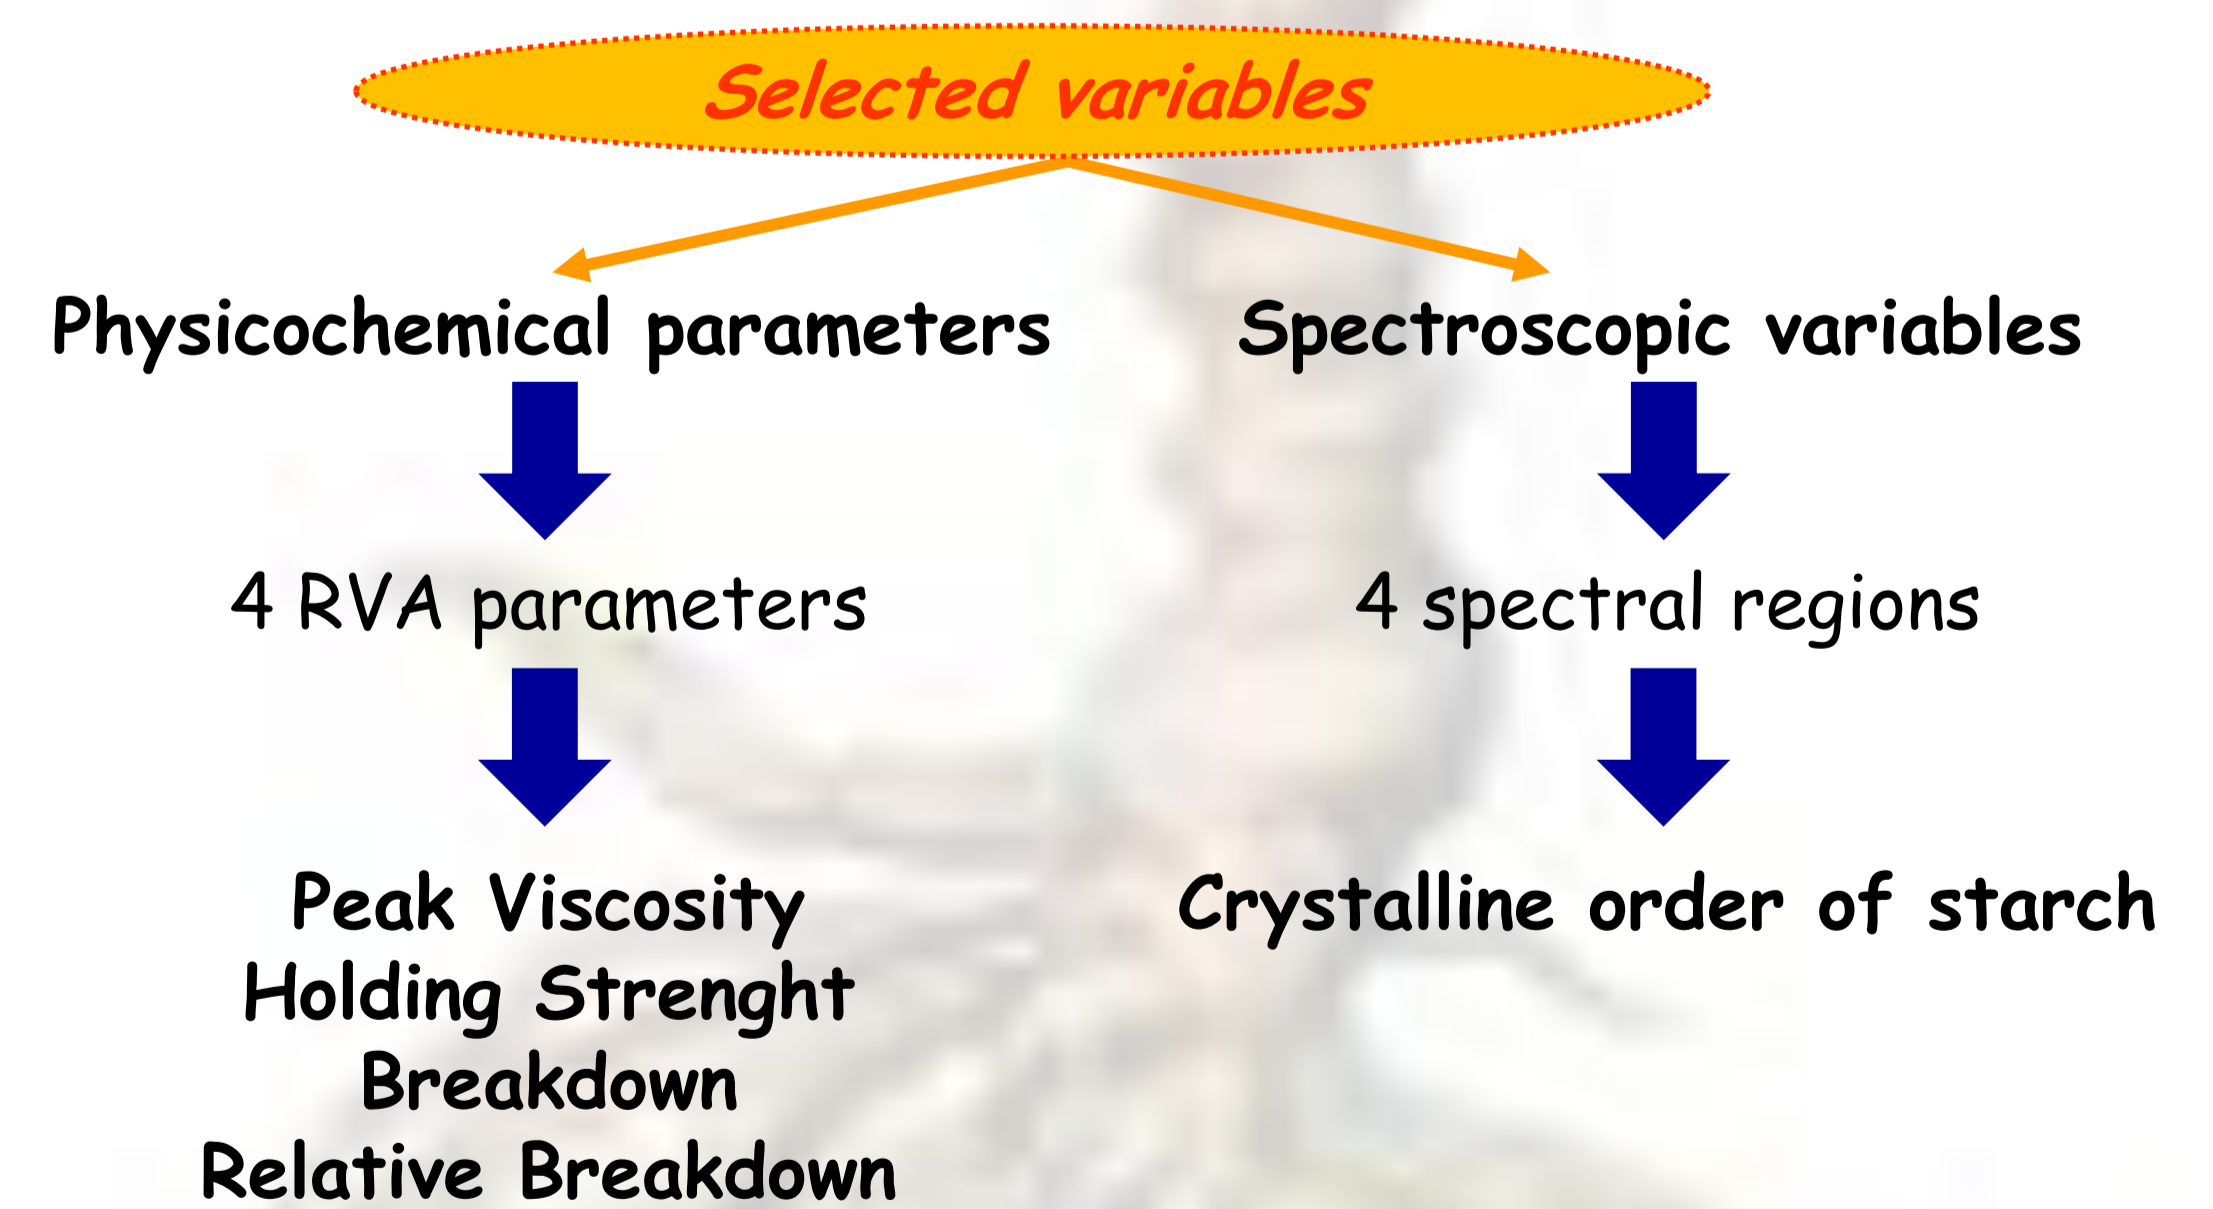 Selected variables
Physicochemical parameters
Spectroscopic variables
4 RVA parameters
4 spectral regions
Peak Viscosity
Holding Strenght
Breakdown
Relative Breakdown
Crystalline order of starch